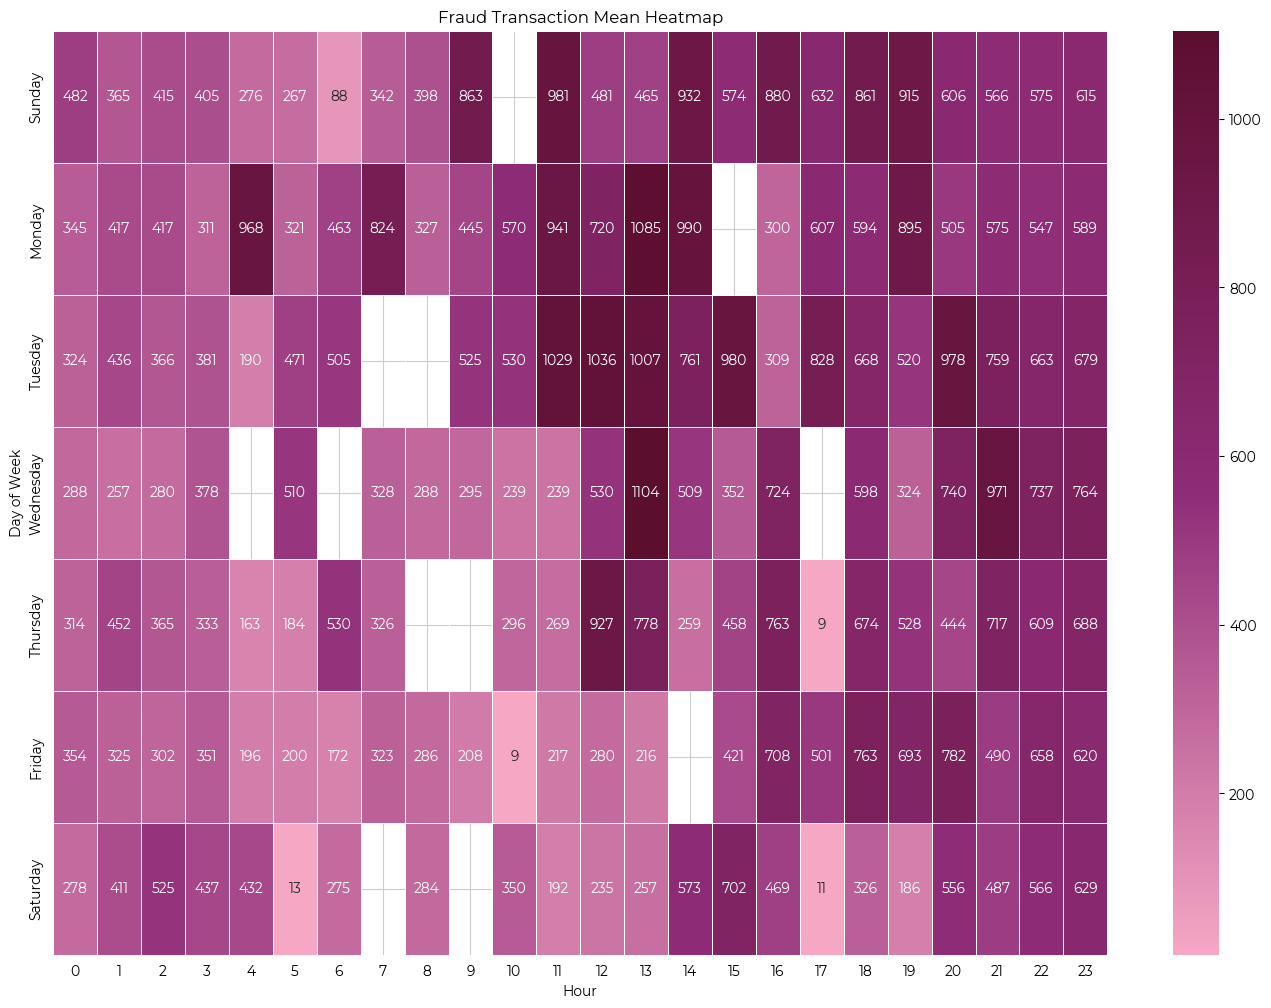 Fraud Transaction Mean Heatmap
Sunday 482 365 415 405 276 267 88 342 398 863 981 481 465 932 574 880 632 861 915 606 566 575 615
Monday 345 417 417 311 968 321 463 824 327 445 570 941 720 1085 990 300 607 594 895 505 575 547 589
Tuesday 324 436 366 381 190 471 505 525 530 1029 1036 1007 761 980 309 828 668 520 978 759 663 679
Wednesday 288 257 280 378 510 328 288 295 239 239 530 1104 509 352 724 598 324 740 971 737 764
Thursday 314 452 365 333 163 184 530 326 296 269 927 778 259 458 763 9 674 528 444 717 609 688
Friday 354 325 302 351 196 200 172 323 286 208 9 217 280 216 421 708 501 763 693 782 490 658 620
Saturday 278 411 525 437 432 13 275 284 350 192 235 257 573 702 469 11 326 186 556 487 566 629
0 1 2 3 4 5 6 7 8 9 10 11 12 13 14 15 16 17 18 19 20 21 22 23
Hour
Day of Week
1000
800
600
400
200